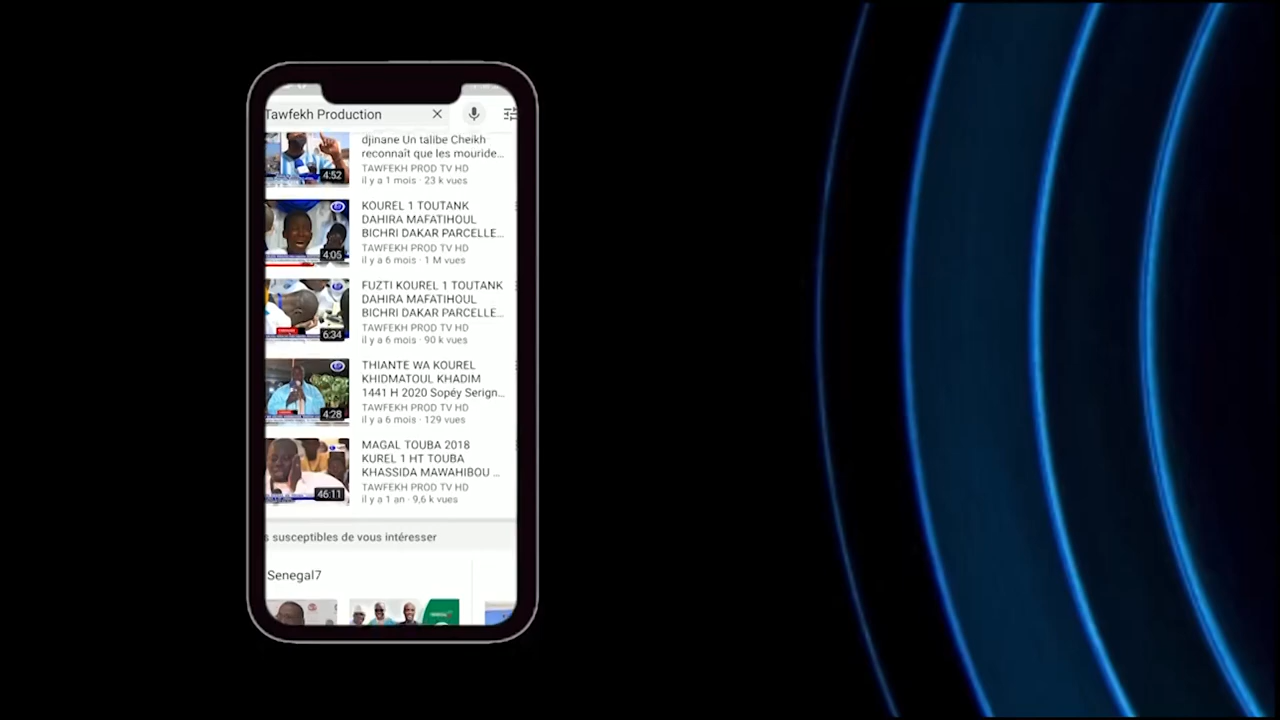 Tawfekh Production
djinane Un talibe Cheikh
reconnaît que les mouride...
TAWFEKH PROD TV HD
il y a 1 mois · 23 k vues
4:52
KOUREL 1 TOUTANK
DAHIRA MAFATIHOUL
BICHRI DAKAR PARCELLE...
TAWFEKH PROD TV HD
il y a 6 mois · 1 M vues
4:05
FUZTI KOUREL 1 TOUTANK
DAHIRA MAFATIHOUL
BICHRI DAKAR PARCELLE...
TAWFEKH PROD TV HD
il y a 6 mois · 90 k vues
6:34
THIANTE WA KOUREL
KHIDMATOUL KHADIM
1441 H 2020 Sopéy Serign...
TAWFEKH PROD TV HD
il y a 6 mois · 129 vues
4:28
MAGAL TOUBA 2018
KUREL 1 HT TOUBA
KHASSIDA MAWAHIBOU ...
TAWFEKH PROD TV HD
il y a 1 an · 9,6 k vues
46:11
s susceptibles de vous intéresser
Senegal7